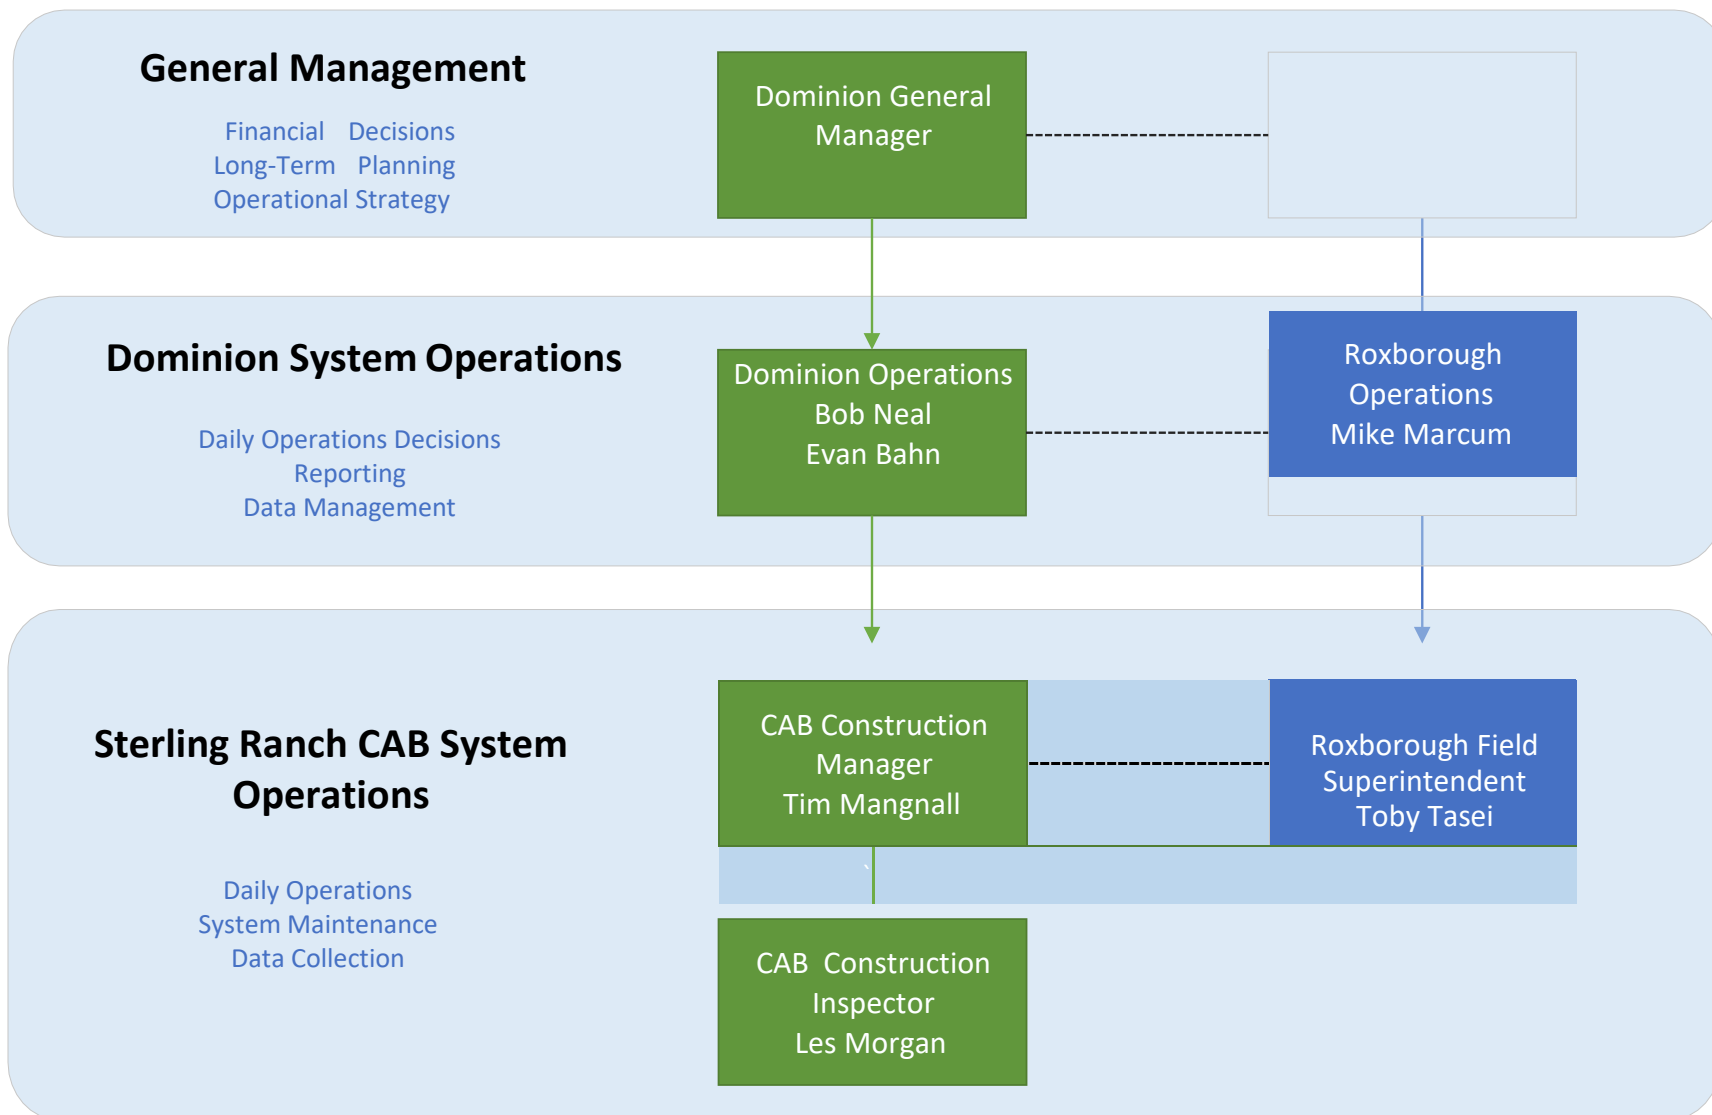 General Management
Financial Decisions
Long-Term Planning
Operational Strategy
Dominion General
Manager
Dominion System Operations
Daily Operations Decisions
Reporting
Data Management
Dominion Operations
Bob Neal
Evan Bahn
Roxborough
Operations
Mike Marcum
Sterling Ranch CAB System
Operations
Daily Operations
System Maintenance
Data Collection
CAB Construction
Manager
Tim Mangnall
Roxborough Field
Superintendent
Toby Tasei
`
CAB Construction
Inspector
Les Morgan